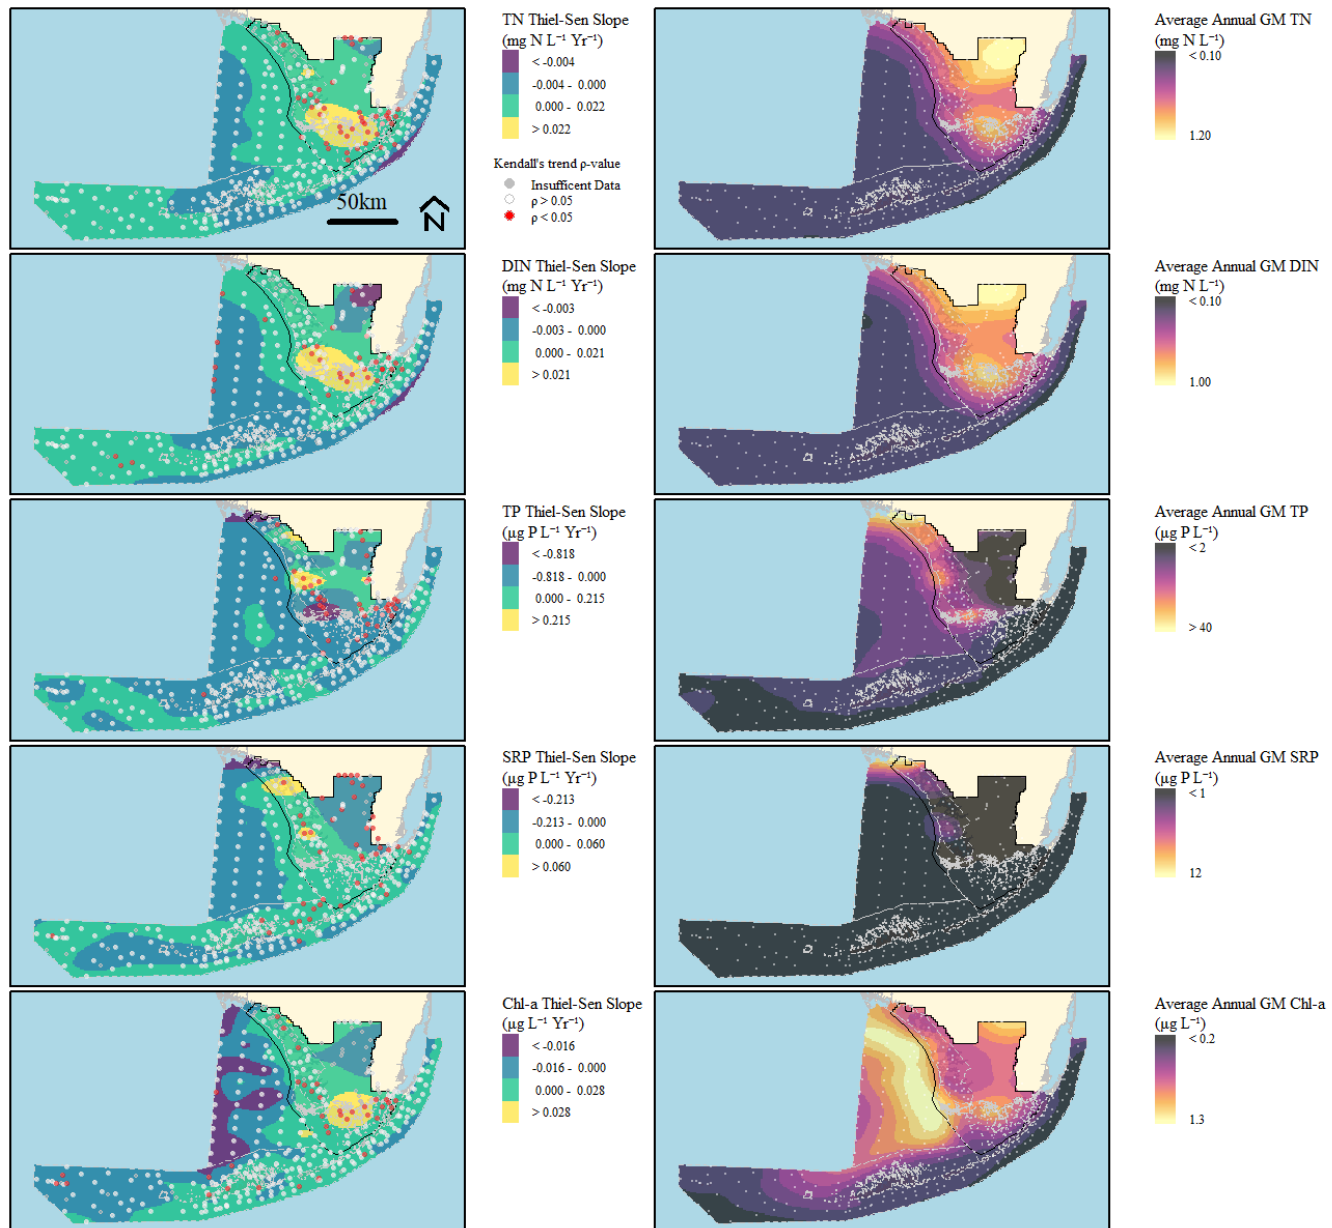 TN Thiel-Sen Slope
(mg N L⁻¹ Yr⁻¹)
< -0.004
-0.004 - 0.000
0.000 - 0.022
> 0.022
Kendall's trend ρ-value
Insufficent Data
ρ > 0.05
ρ < 0.05
50km
N
Average Annual GM TN
(mg N L⁻¹)
< 0.10
1.20
DIN Thiel-Sen Slope
(mg N L⁻¹ Yr⁻¹)
< -0.003
-0.003 - 0.000
0.000 - 0.021
> 0.021
Average Annual GM DIN
(mg N L⁻¹)
< 0.10
1.00
TP Thiel-Sen Slope
(µg P L⁻¹ Yr⁻¹)
< -0.818
-0.818 - 0.000
0.000 - 0.215
> 0.215
Average Annual GM TP
(µg P L⁻¹)
< 2
> 40
SRP Thiel-Sen Slope
(µg P L⁻¹ Yr⁻¹)
< -0.213
-0.213 - 0.000
0.000 - 0.060
> 0.060
Average Annual GM SRP
(µg P L⁻¹)
< 1
12
Chl-a Thiel-Sen Slope
(µg L⁻¹ Yr⁻¹)
< -0.016
-0.016 - 0.000
0.000 - 0.028
> 0.028
Average Annual GM Chl-a
(µg L⁻¹)
< 0.2
1.3